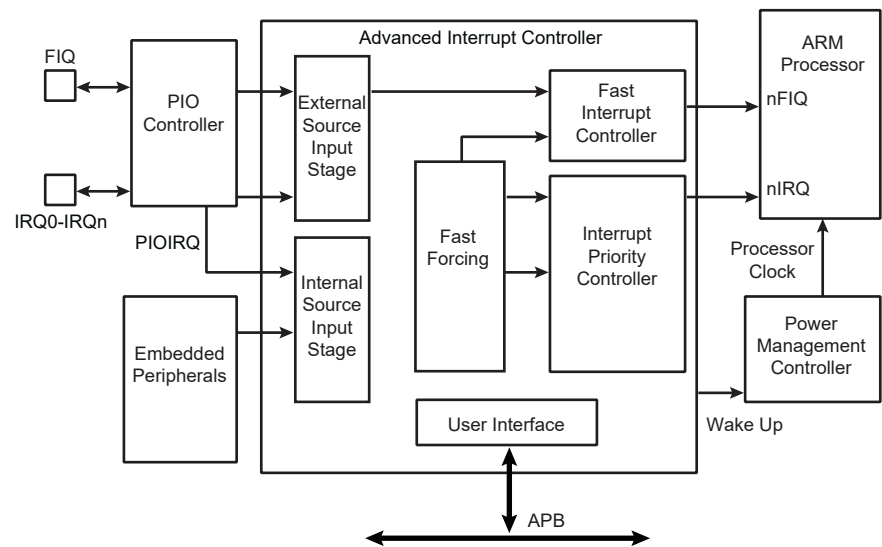 Advanced Interrupt Controller
FIQ
IRQ0-IRQn
PIO
Controller
PIOIRQ
Embedded
Peripherals
External
Source
Input
Stage
Internal
Source
Input
Stage
Fast
Forcing
Fast
Interrupt
Controller
Interrupt
Priority
Controller
User Interface
APB
ARM
Processor
nFIQ
nIRQ
Processor
Clock
Power
Management
Controller
Wake Up